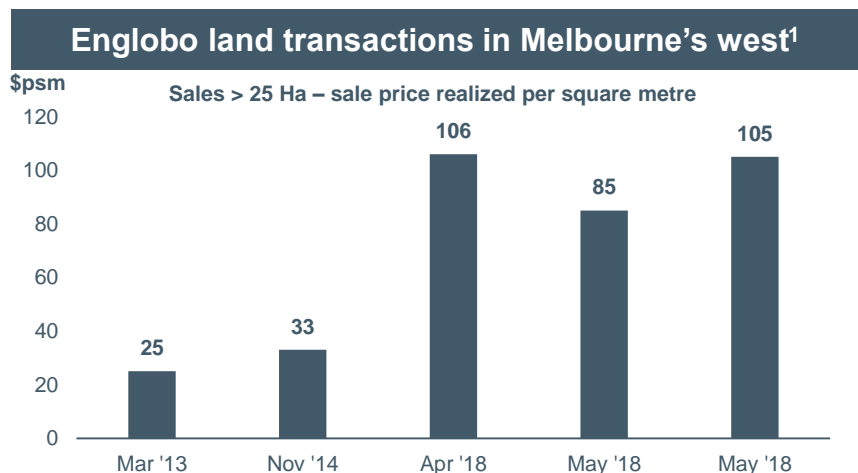 Englobo land transactions in Melbourne's west¹
$psm
Sales > 25 Ha – sale price realized per square metre
120
100
80
60
40
20
0
25
33
106
85
105
Mar '13
Nov '14
Apr '18
May '18
May '18